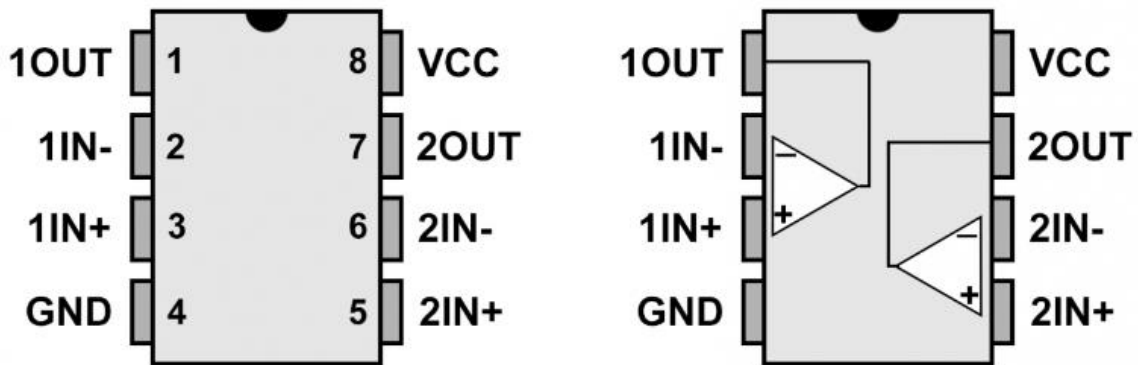 1OUT 1 8 VCC
1IN- 2 7 2OUT
1IN+ 3 6 2IN-
GND 4 5 2IN+
1OUT VCC
1IN- − 2OUT
1IN+ + − 2IN-
GND + 2IN+